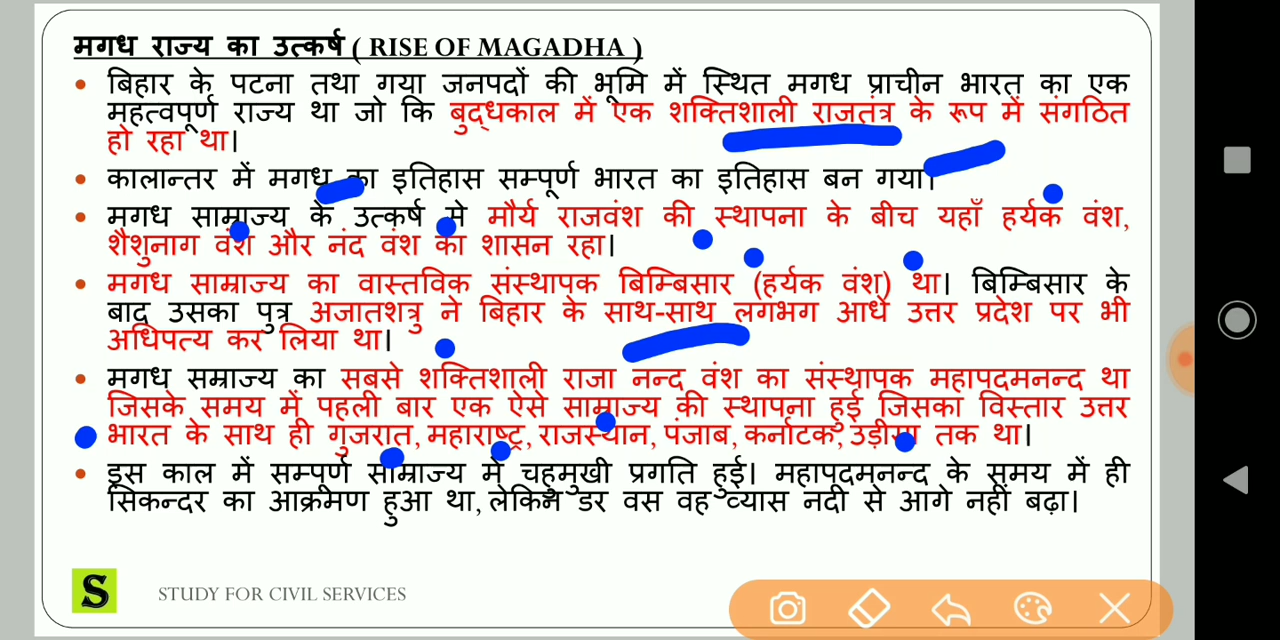 मगध राज्य का उत्कर्ष ( RISE OF MAGADHA )
बिहार के पटना तथा गया जनपदों की भूमि में स्थित मगध प्राचीन भारत का एक
महत्वपूर्ण राज्य था जो कि बुद्धकाल में एक शक्तिशाली राजतंत्र के रूप में संगठित
हो रहा था।
कालान्तर में मगध का इतिहास सम्पूर्ण भारत का इतिहास बन गया।
मगध साम्राज्य के उत्कर्ष मे मौर्य राजवंश की स्थापना के बीच यहाँ हर्यक वंश,
शैशुनाग वंश और नंद वंश का शासन रहा।
मगध साम्राज्य का वास्तविक संस्थापक बिम्बिसार (हर्यक वंश) था। बिम्बिसार के
बाद उसका पुत्र अजातशत्रु ने बिहार के साथ-साथ लगभग आधे उत्तर प्रदेश पर भी
अधिपत्य कर लिया था।
मगध सम्राज्य का सबसे शक्तिशाली राजा नन्द वंश का संस्थापक महापदमनन्द था
जिसके समय में पहली बार एक ऐसे साम्राज्य की स्थापना हुई जिसका विस्तार उत्तर
भारत के साथ ही गुजरात, महाराष्ट्र, राजस्थान, पंजाब, कर्नाटक, उड़ीसा तक था।
इस काल में सम्पूर्ण साम्राज्य में चहुमुखी प्रगति हुई। महापदमनन्द के समय में ही
सिकन्दर का आक्रमण हुआ था, लेकिन डर वस वह व्यास नदी से आगे नहीं बढ़ा।
S STUDY FOR CIVIL SERVICES